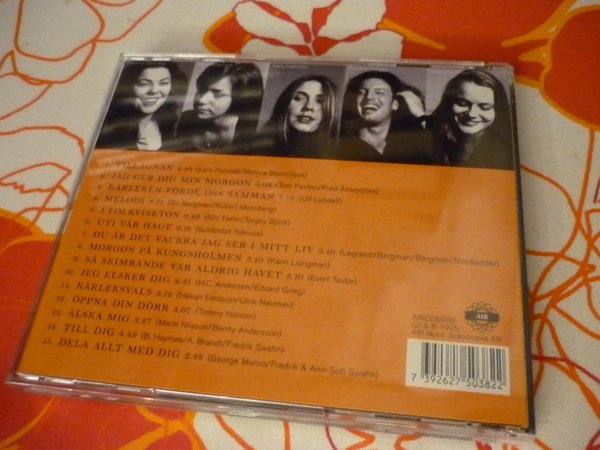 1. TILLÄGNAN 4.48 (Lars Forssell/Monica Dominique)
2. JAG GER DIG MIN MORGON 5.03 (Tom Paxton/Fred Åkerström)
3. KÄRLEKEN FÖRDE OSS SAMMAN (Ulf Lundell)
4. MELODI 3.51 (Bo Bergman/Robert Malmberg)
5. I FOLKVISETON 2.42 (Nils Ferlin/Torgny Björk)
6. UTI VÅR HAGE 2.18 (Gotländsk folkvisa)
7. DU ÄR DET VACKRA JAG SER I MITT LIV 3.10 (Legrand/Bergman/Bergman/Nordlander)
8. MORGON PÅ KUNGSHOLMEN 3.10 (Karin Ljungman)
9. SÅ SKIMRANDE VAR ALDRIG HAVET 3.10 (Evert Taube)
10. JEG ELSKER DIG 2.31 (H.C. Andersen/Edvard Grieg)
11. KÄRLEKSVALS 3.12 (Håkan Elmquist/Ulrik Neuman)
12. ÖPPNA DIN DÖRR 4.07 (Tommy Nilsson)
13. ÄLSKA MIG 3.27 (Marie Nilsson/Benny Andersson)
14. TILL DIG 4.49 (B. Haymes/A. Brandt/Fredrik Swahn)
15. DELA ALLT MED DIG 2.48 (George Munro/Fredrik & Ann-Sofi Swahn)
AIR
AIRCD5038
(p) & © 1995
AIR Music Scandinavia AB
7 392627 503822